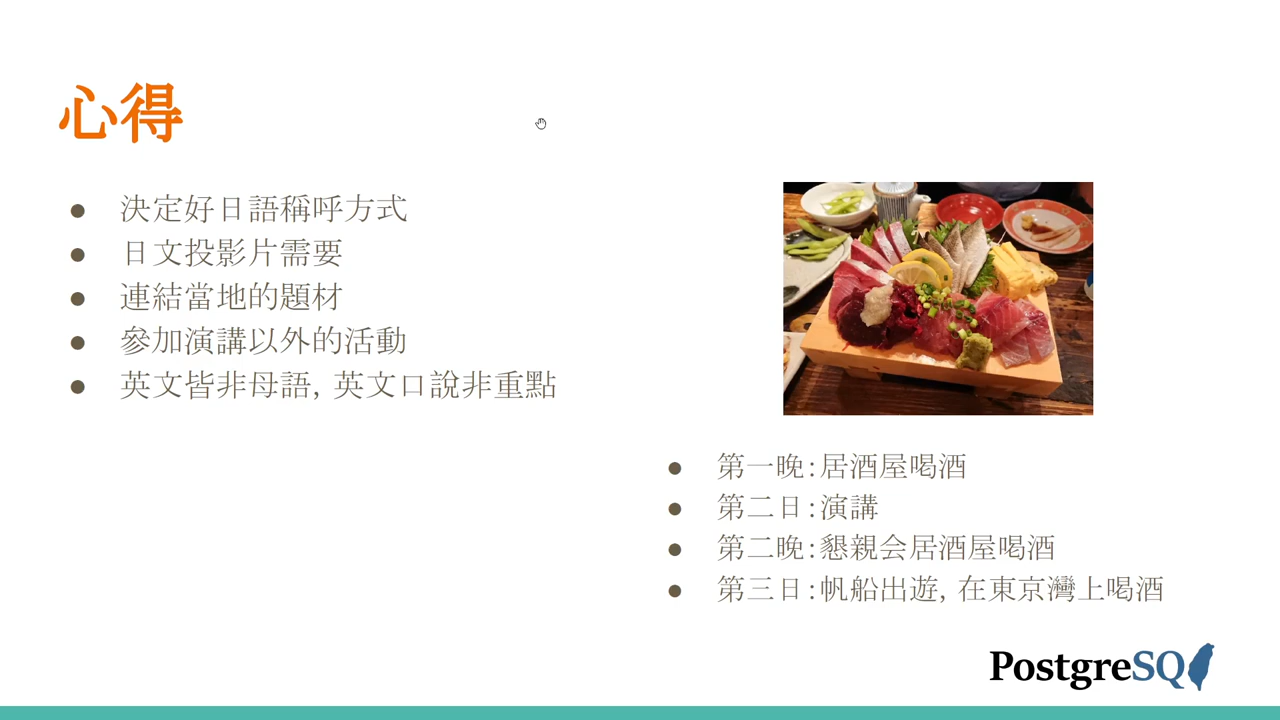 心得
● 決定好日語稱呼方式
● 日文投影片需要
● 連結當地的題材
● 參加演講以外的活動
● 英文皆非母語, 英文口說非重點
● 第一晚:居酒屋喝酒
● 第二日:演講
● 第二晚:懇親会居酒屋喝酒
● 第三日:帆船出遊, 在東京灣上喝酒
PostgreSQ